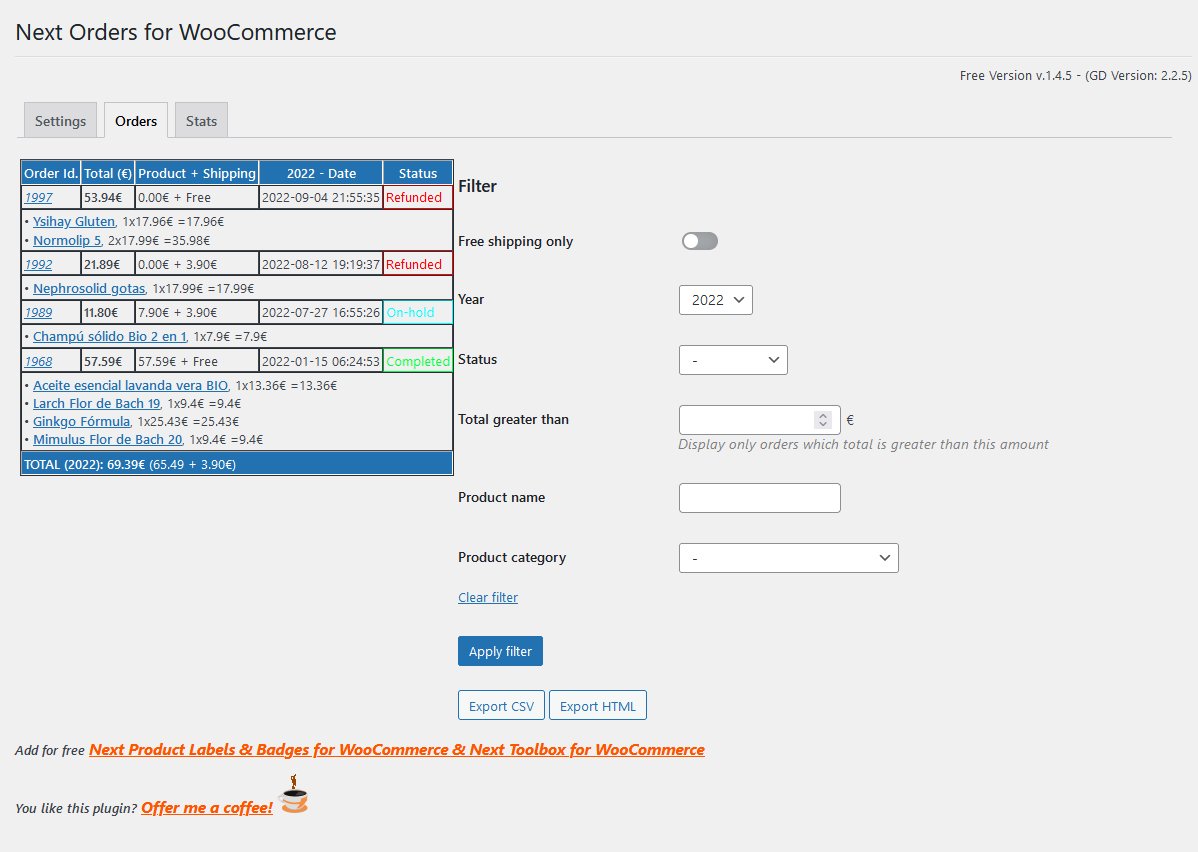 Next Orders for WooCommerce
Free Version v.1.4.5 - (GD Version: 2.2.5)
Settings Orders Stats
Order Id. Total (€) Product + Shipping 2022 - Date Status
1997 53.94€ 0.00€ + Free 2022-09-04 21:55:35 Refunded
• Ysihay Gluten, 1x17.96€ =17.96€
• Normolip 5, 2x17.99€ =35.98€
1992 21.89€ 0.00€ + 3.90€ 2022-08-12 19:19:37 Refunded
• Nephrosolid gotas, 1x17.99€ =17.99€
1989 11.80€ 7.90€ + 3.90€ 2022-07-27 16:55:26 On-hold
• Champú sólido Bio 2 en 1, 1x7.9€ =7.9€
1968 57.59€ 57.59€ + Free 2022-01-15 06:24:53 Completed
• Aceite esencial lavanda vera BIO, 1x13.36€ =13.36€
• Larch Flor de Bach 19, 1x9.4€ =9.4€
• Ginkgo Fórmula, 1x25.43€ =25.43€
• Mimulus Flor de Bach 20, 1x9.4€ =9.4€
TOTAL (2022): 69.39€ (65.49 + 3.90€)
Filter
Free shipping only
Year 2022
Status -
Total greater than €
Display only orders which total is greater than this amount
Product name
Product category -
Clear filter
Apply filter
Export CSV Export HTML
Add for free Next Product Labels & Badges for WooCommerce & Next Toolbox for WooCommerce
You like this plugin? Offer me a coffee!